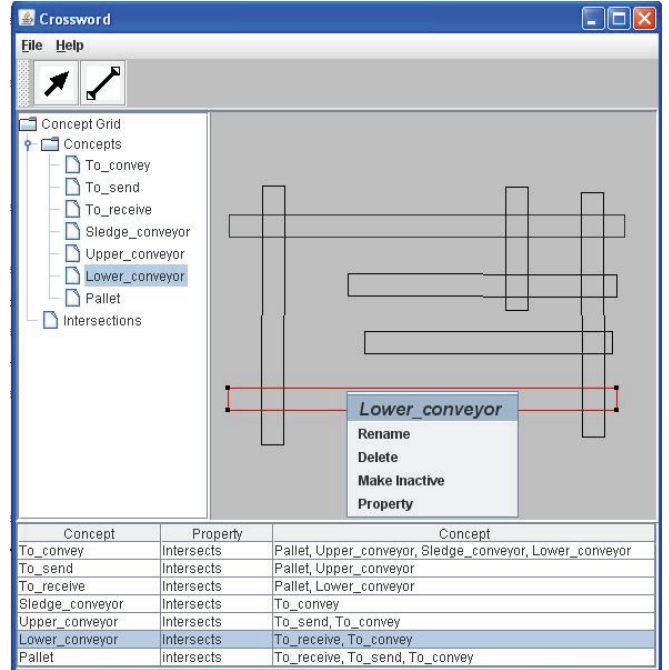 Crossword
File Help
Concept Grid
Concepts
To_convey
To_send
To_receive
Sledge_conveyor
Upper_conveyor
Lower_conveyor
Pallet
Intersections
Lower_conveyor
Rename
Delete
Make Inactive
Property
Concept Property Concept
To_convey Intersects Pallet, Upper_conveyor, Sledge_conveyor, Lower_conveyor
To_send Intersects Pallet, Upper_conveyor
To_receive Intersects Pallet, Lower_conveyor
Sledge_conveyor Intersects To_convey
Upper_conveyor Intersects To_send, To_convey
Lower_conveyor Intersects To_receive, To_convey
Pallet intersects To_receive, To_send, To_convey